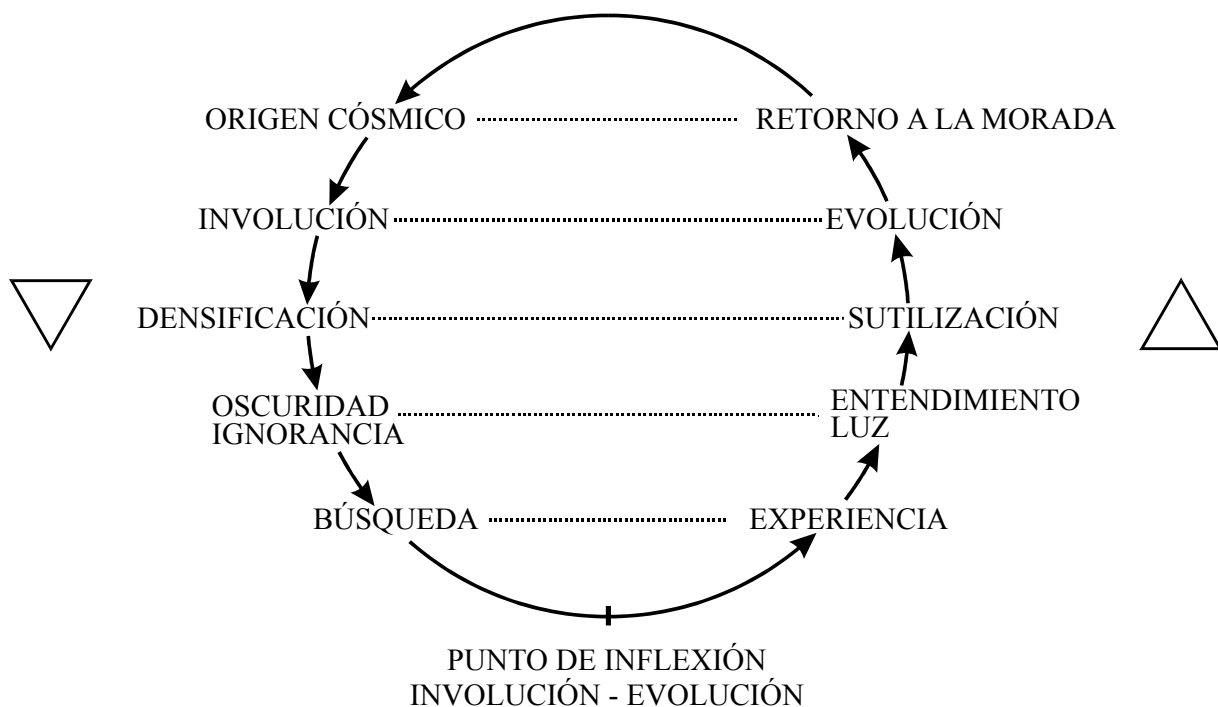 ORIGEN CÓSMICO
RETORNO A LA MORADA
INVOLUCIÓN
EVOLUCIÓN
DENSIFICACIÓN
SUTILIZACIÓN
OSCURIDAD
IGNORANCIA
ENTENDIMIENTO
LUZ
BÚSQUEDA
EXPERIENCIA
PUNTO DE INFLEXIÓN
INVOLUCIÓN - EVOLUCIÓN